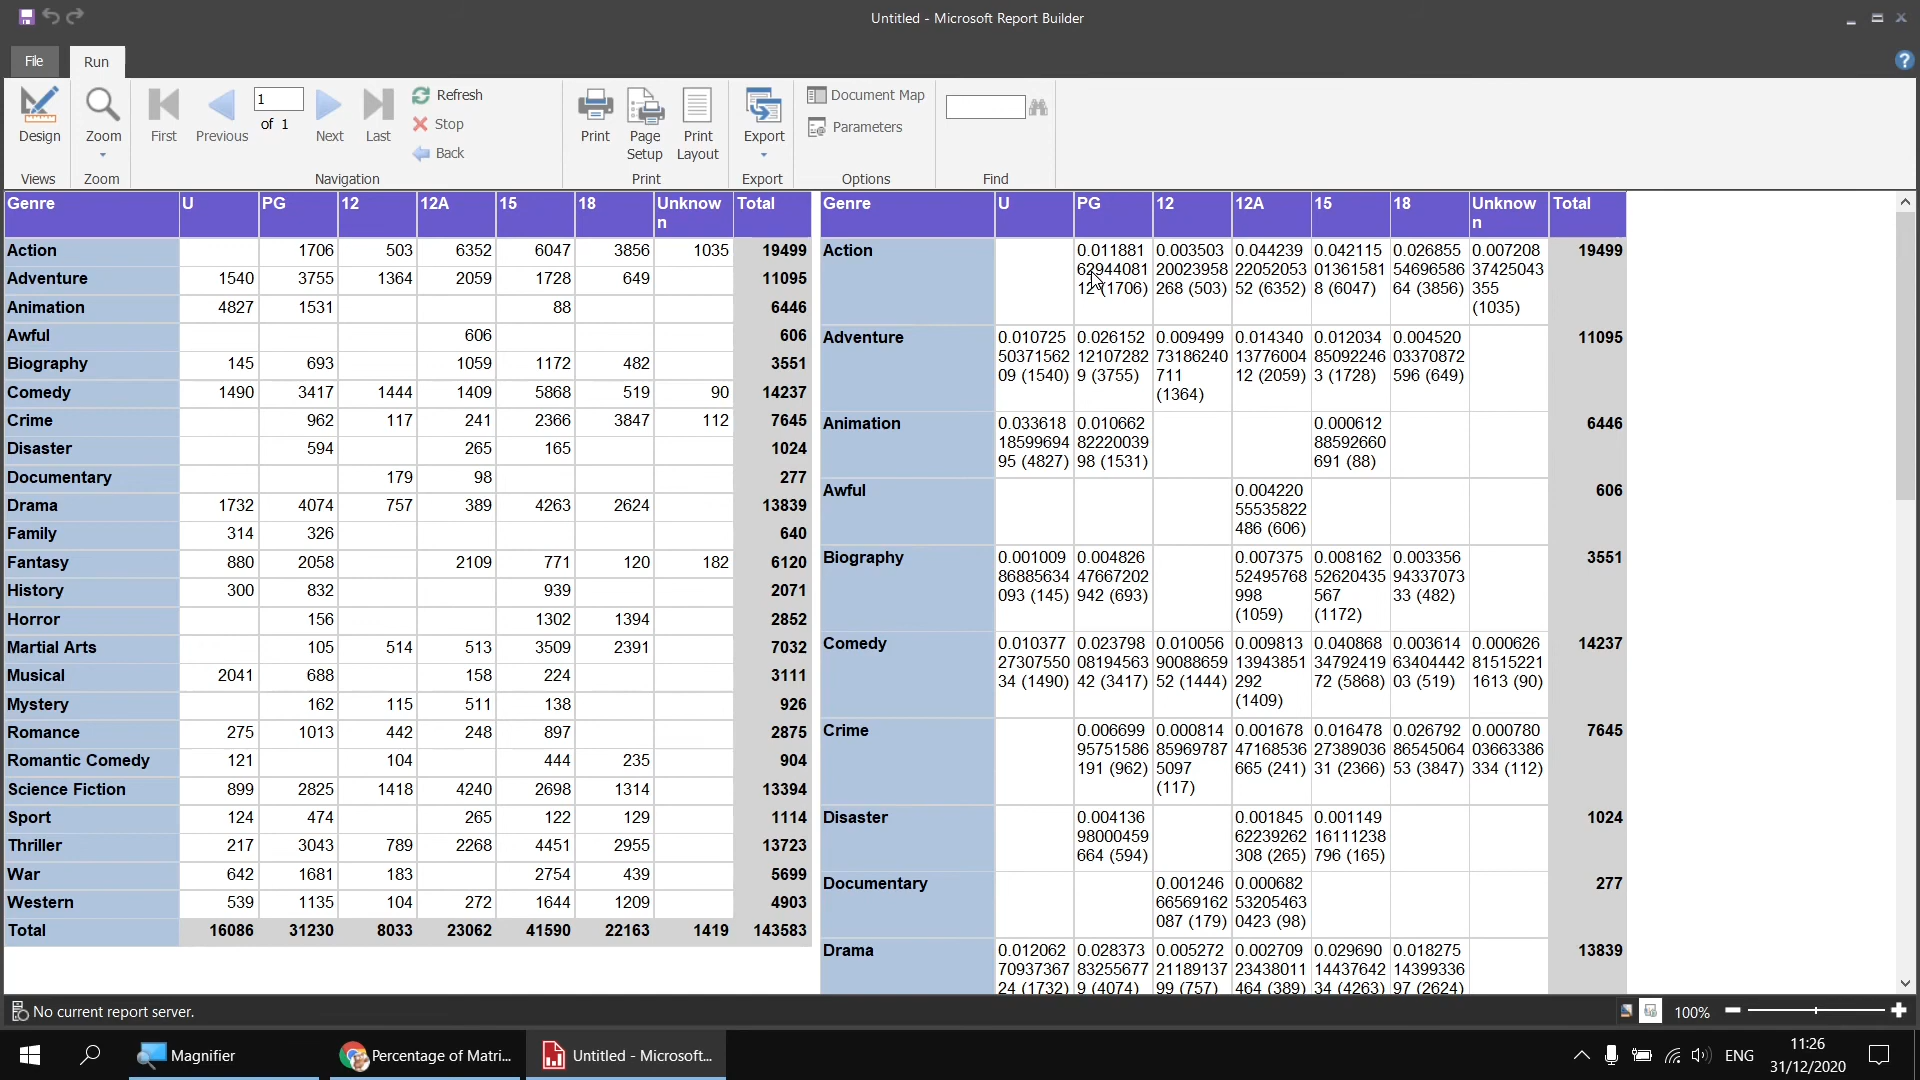 Untitled - Microsoft Report Builder
File
Run
Design
Zoom
First
Previous
1
of 1
Next
Last
Refresh
Stop
Back
Print
Page
Setup
Print
Layout
Export
Document Map
Parameters
Views
Zoom
Navigation
Print
Export
Options
Find
Genre U PG 12 12A 15 18 Unknow Total
n
Action 1706 503 6352 6047 3856 1035 19499
Adventure 1540 3755 1364 2059 1728 649 11095
Animation 4827 1531 88 6446
Awful 606 606
Biography 145 693 1059 1172 482 3551
Comedy 1490 3417 1444 1409 5868 519 90 14237
Crime 962 117 241 2366 3847 112 7645
Disaster 594 265 165 1024
Documentary 179 98 277
Drama 1732 4074 757 389 4263 2624 13839
Family 314 326 640
Fantasy 880 2058 2109 771 120 182 6120
History 300 832 939 2071
Horror 156 1302 1394 2852
Martial Arts 105 514 513 3509 2391 7032
Musical 2041 688 158 224 3111
Mystery 162 115 511 138 926
Romance 275 1013 442 248 897 2875
Romantic Comedy 121 104 444 235 904
Science Fiction 899 2825 1418 4240 2698 1314 13394
Sport 124 474 265 122 129 1114
Thriller 217 3043 789 2268 4451 2955 13723
War 642 1681 183 2754 439 5699
Western 539 1135 104 272 1644 1209 4903
Total 16086 31230 8033 23062 41590 22163 1419 143583
Genre U PG 12 12A 15 18 Unknow Total
n
Action 0.011881 0.003503 0.044239 0.042115 0.026855 0.007208 19499
62944081 20023958 22052053 01361581 54696586 37425043
12 (1706) 268 (503) 52 (6352) 8 (6047) 64 (3856) 355
(1035)
Adventure 0.010725 0.026152 0.009499 0.014340 0.012034 0.004520 11095
50371562 12107282 73186240 13776004 85092246 03370872
09 (1540) 9 (3755) 711 12 (2059) 3 (1728) 596 (649)
(1364)
Animation 0.033618 0.010662 0.000612 6446
18599694 82220039 88592660
95 (4827) 98 (1531) 691 (88)
Awful 0.004220 606
55535822
486 (606)
Biography 0.001009 0.004826 0.007375 0.008162 0.003356 3551
86885634 47667202 52495768 52620435 94337073
093 (145) 942 (693) 998 567 33 (482)
(1059) (1172)
Comedy 0.010377 0.023798 0.010056 0.009813 0.040868 0.003614 0.000626 14237
27307550 08194563 90088659 13943851 34792419 63404442 81515221
34 (1490) 42 (3417) 52 (1444) 292 72 (5868) 03 (519) 1613 (90)
(1409)
Crime 0.006699 0.000814 0.001678 0.016478 0.026792 0.000780 7645
95751586 85969787 47168536 27389036 86545064 03663386
191 (962) 5097 665 (241) 31 (2366) 53 (3847) 334 (112)
(117)
Disaster 0.004136 0.001845 0.001149 1024
98000459 62239262 16111238
664 (594) 308 (265) 796 (165)
Documentary 0.001246 0.000682 277
66569162 53205463
087 (179) 0423 (98)
Drama 0.012062 0.028373 0.005272 0.002709 0.029690 0.018275 13839
70937367 83255677 21189137 23438011 14437642 14399336
24 (1732) 9 (4074) 99 (757) 464 (389) 34 (4263) 97 (2624)
No current report server.
100%
Magnifier
Percentage of Matri...
Untitled - Microsoft...
ENG
11:26
31/12/2020